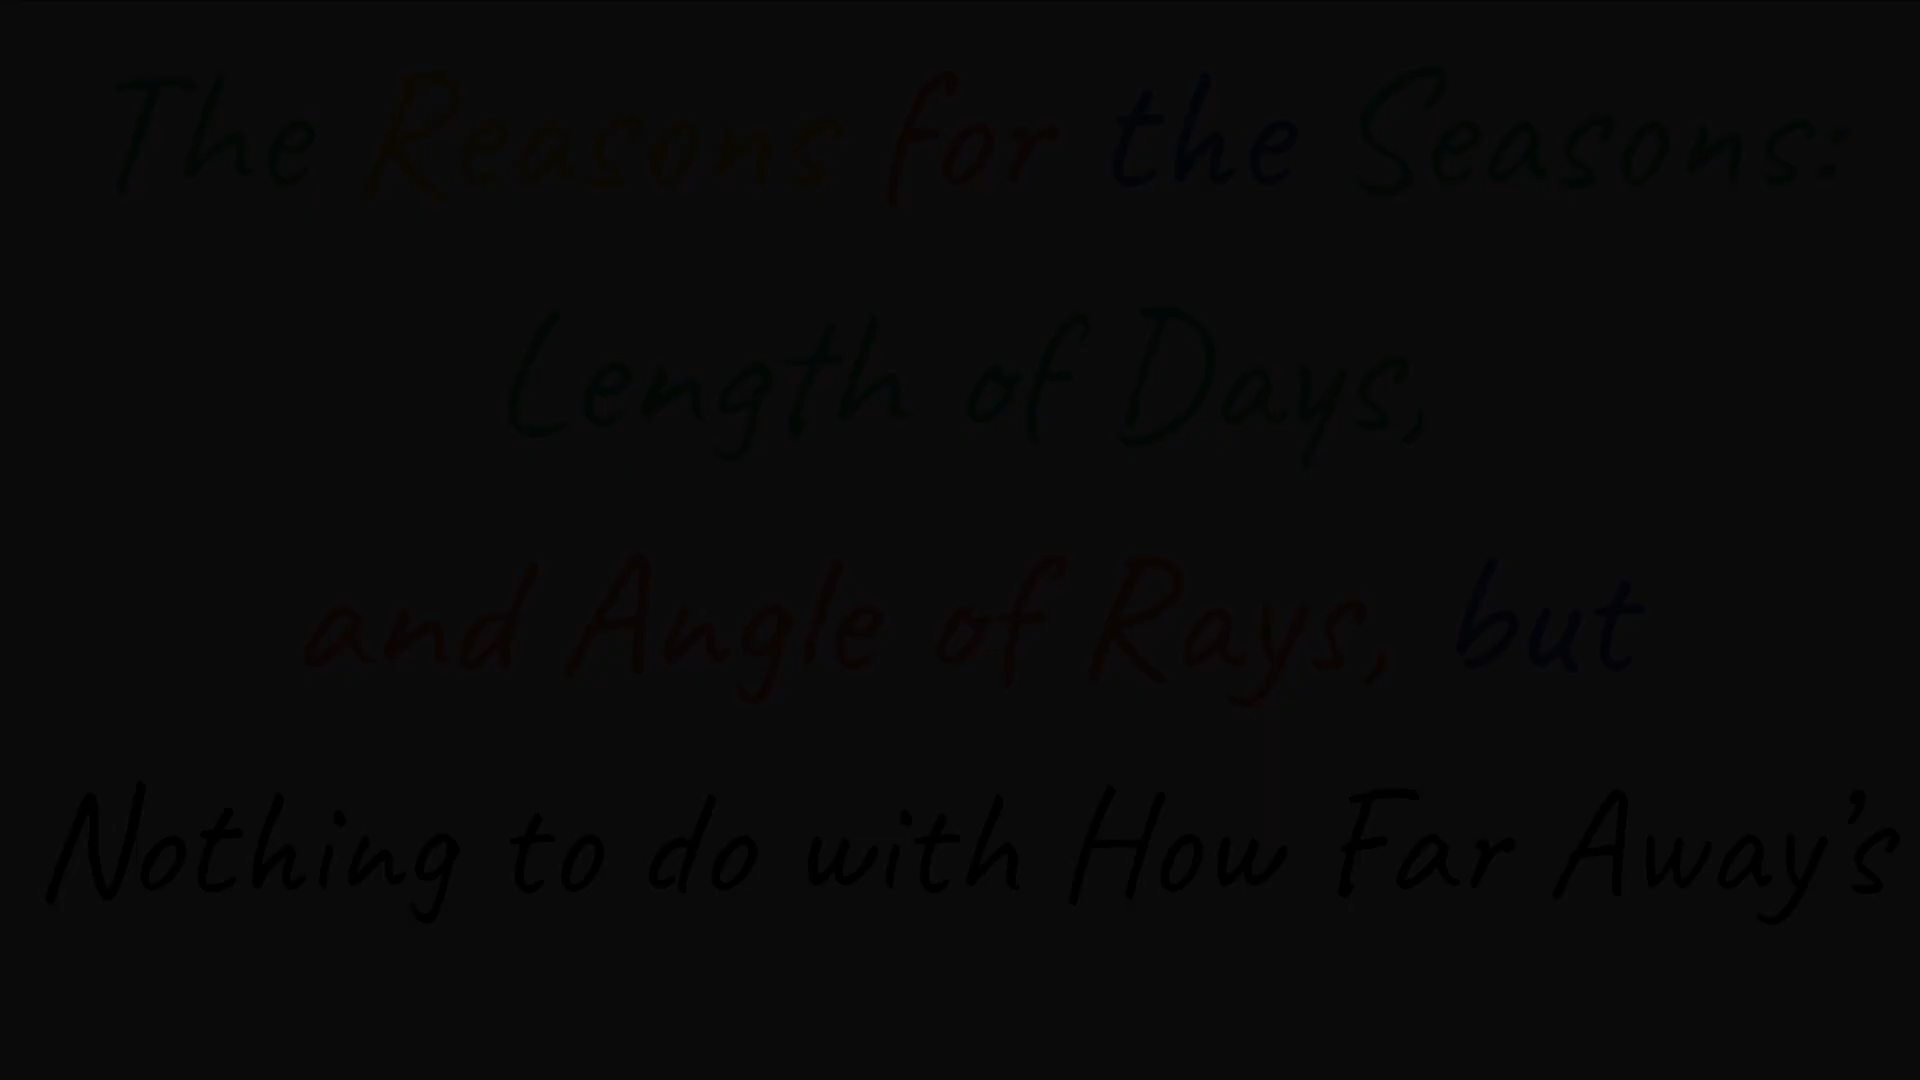 The Reasons for the Seasons:
Length of Days,
and Angle of Rays, but
Nothing to do with How Far Away’s